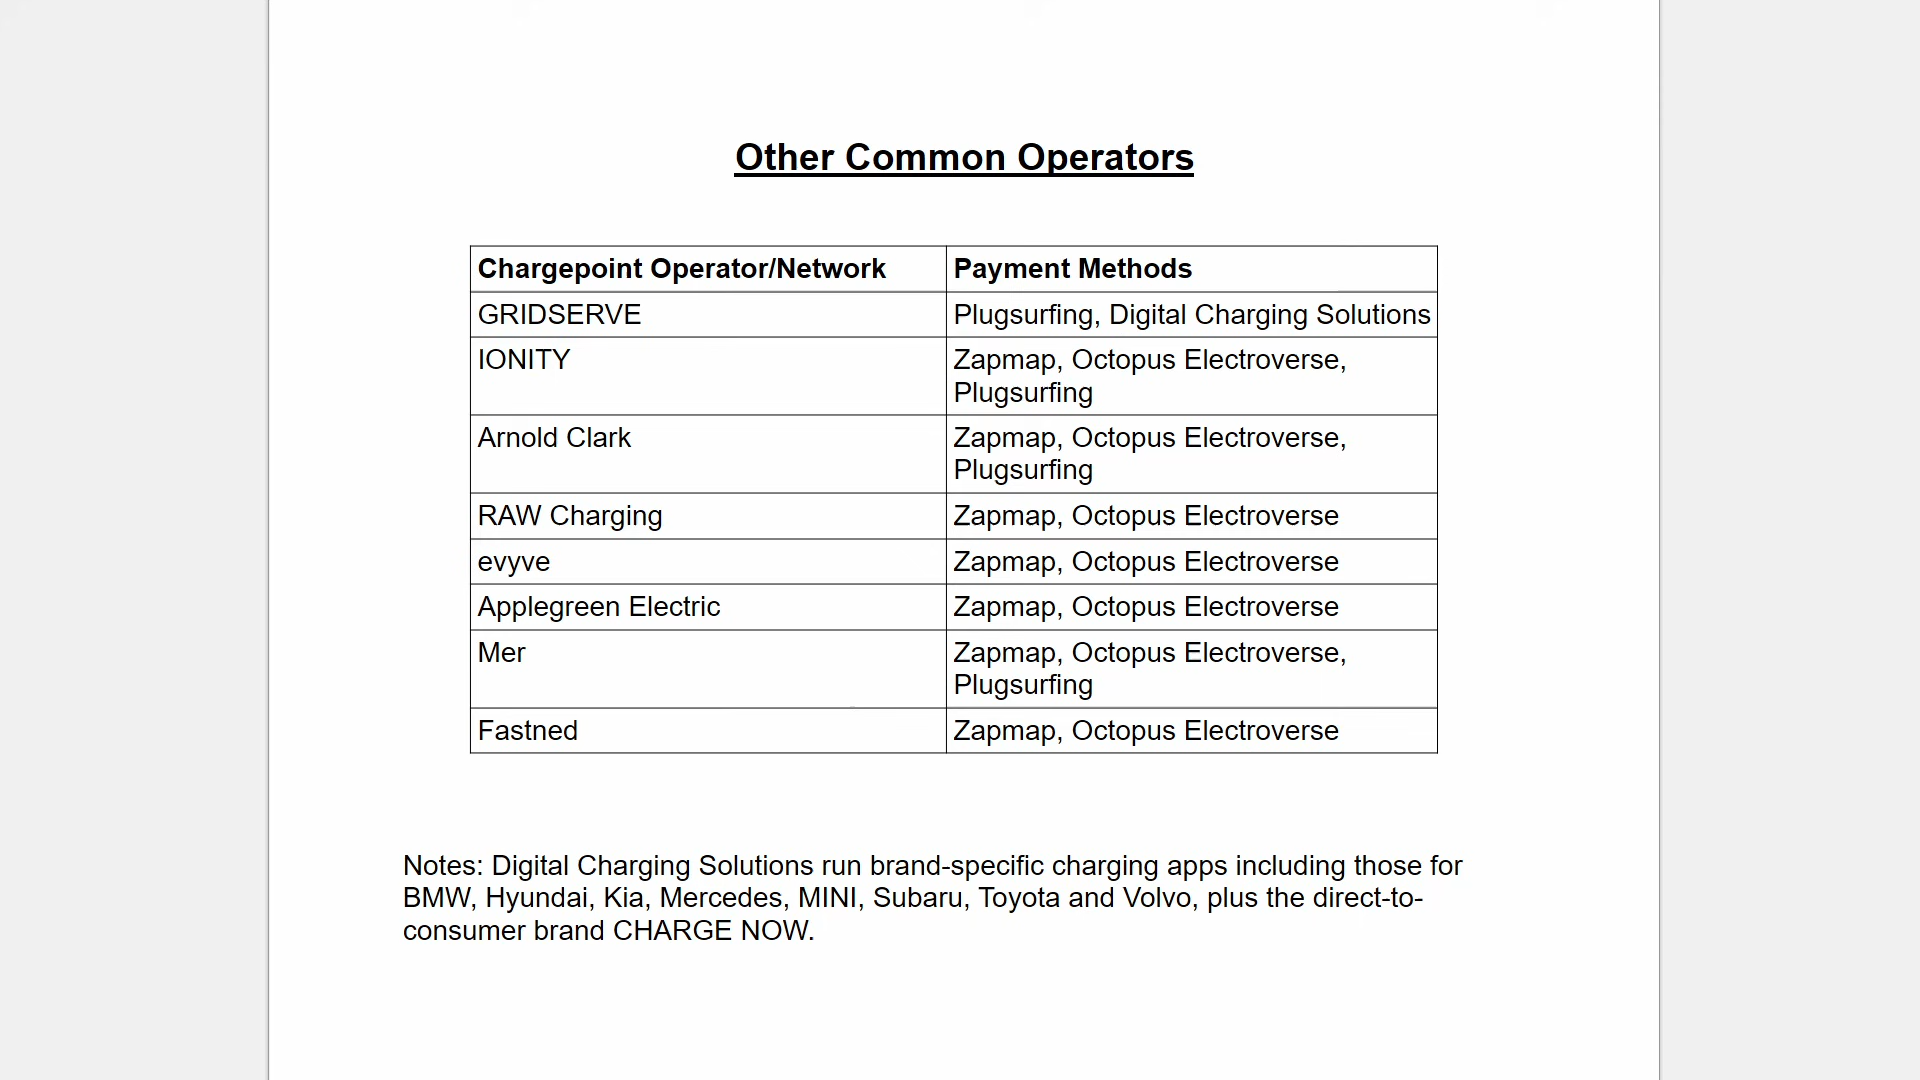 Other Common Operators
Chargepoint Operator/Network Payment Methods
GRIDSERVE Plugsurfing, Digital Charging Solutions
IONITY Zapmap, Octopus Electroverse,
Plugsurfing
Arnold Clark Zapmap, Octopus Electroverse,
Plugsurfing
RAW Charging Zapmap, Octopus Electroverse
evyve Zapmap, Octopus Electroverse
Applegreen Electric Zapmap, Octopus Electroverse
Mer Zapmap, Octopus Electroverse,
Plugsurfing
Fastned Zapmap, Octopus Electroverse
Notes: Digital Charging Solutions run brand-specific charging apps including those for
BMW, Hyundai, Kia, Mercedes, MINI, Subaru, Toyota and Volvo, plus the direct-to-
consumer brand CHARGE NOW.